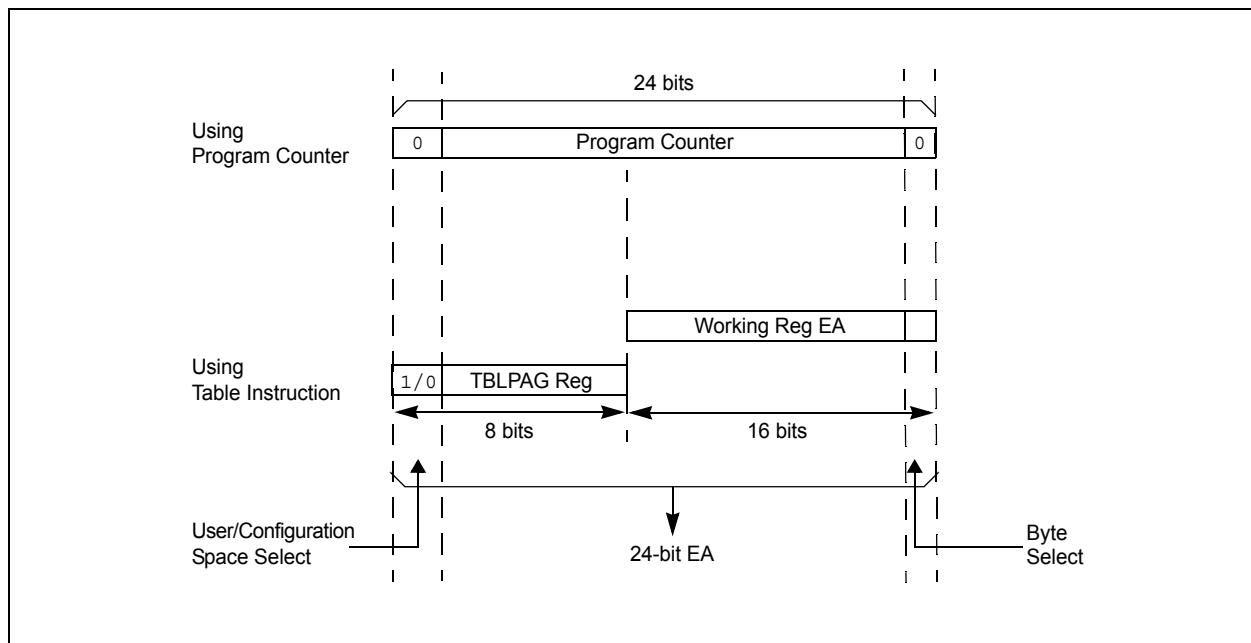 24 bits
Using
Program Counter
0
Program Counter
0
Working Reg EA
Using
Table Instruction
1/0
TBLPAG Reg
8 bits
16 bits
User/Configuration
Space Select
24-bit EA
Byte
Select